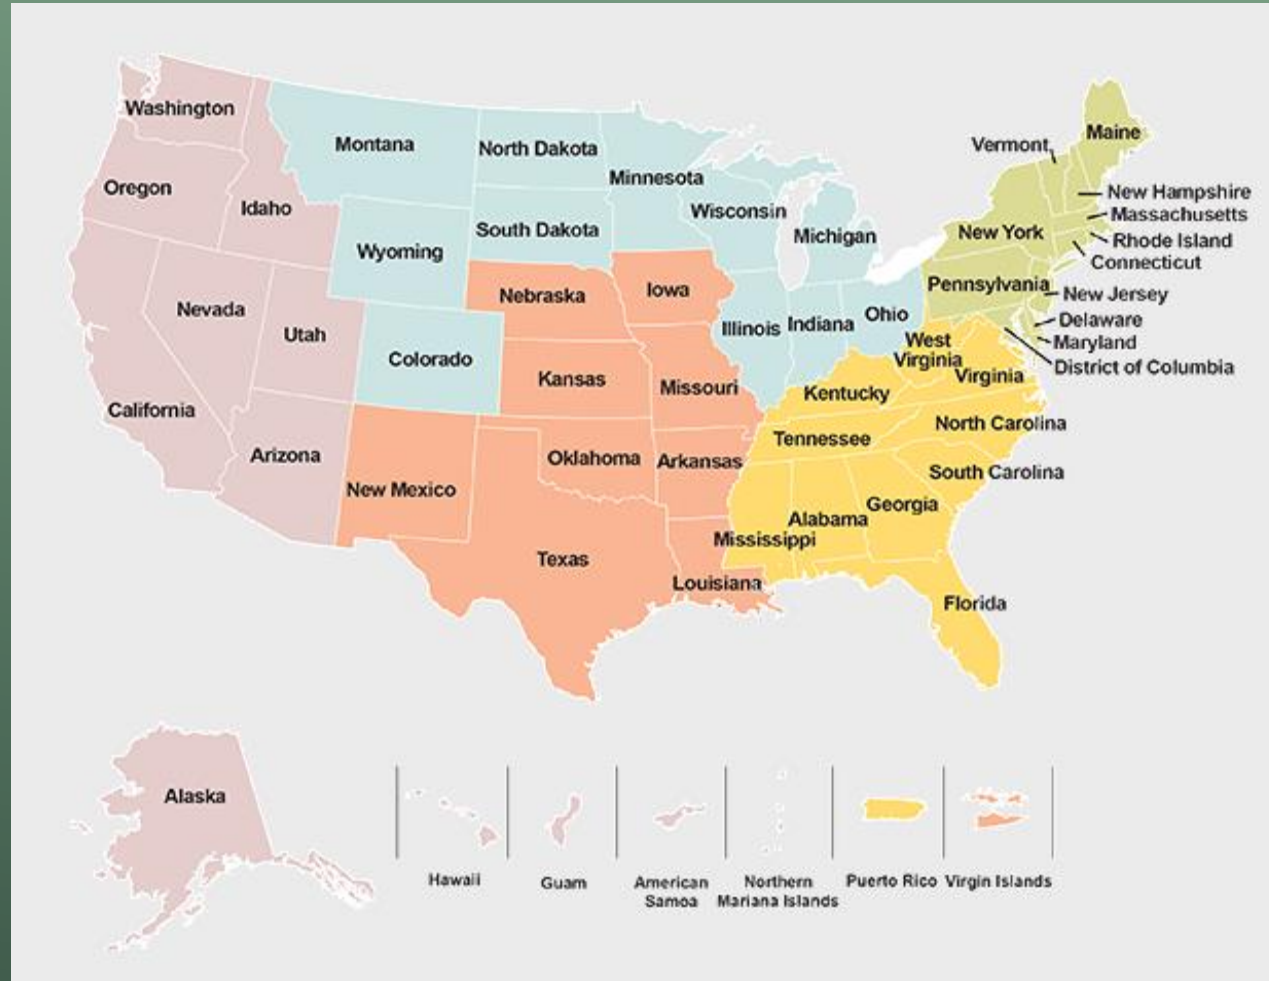 Washington
Montana
North Dakota
Minnesota
Vermont
Maine
Oregon
Idaho
Wisconsin
Michigan
New York
New Hampshire
Massachusetts
Rhode Island
Connecticut
Wyoming
South Dakota
Nevada
Utah
Nebraska
Iowa
Illinois
Indiana
Ohio
Pennsylvania
New Jersey
Delaware
Maryland
District of Columbia
Colorado
Kansas
Missouri
West
Virginia
Virginia
Kentucky
California
Arizona
New Mexico
Oklahoma
Arkansas
Tennessee
North Carolina
South Carolina
Texas
Louisiana
Mississippi
Alabama
Georgia
Florida
Alaska
Hawaii
Guam
American
Samoa
Northern
Mariana Islands
Puerto Rico
Virgin Islands